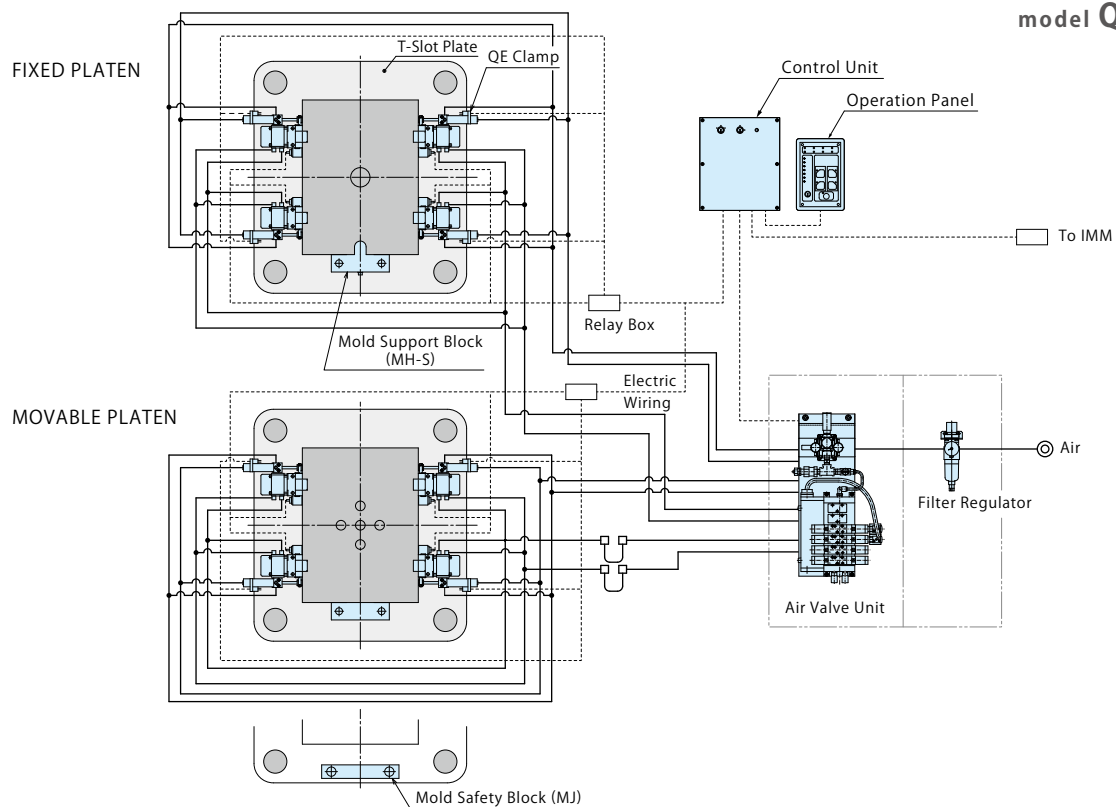 model Q
FIXED PLATEN
T-Slot Plate
QE Clamp
Control Unit
Operation Panel
To IMM
Relay Box
Mold Support Block
(MH-S)
Electric
Wiring
MOVABLE PLATEN
Air
Filter Regulator
Air Valve Unit
Mold Safety Block (MJ)